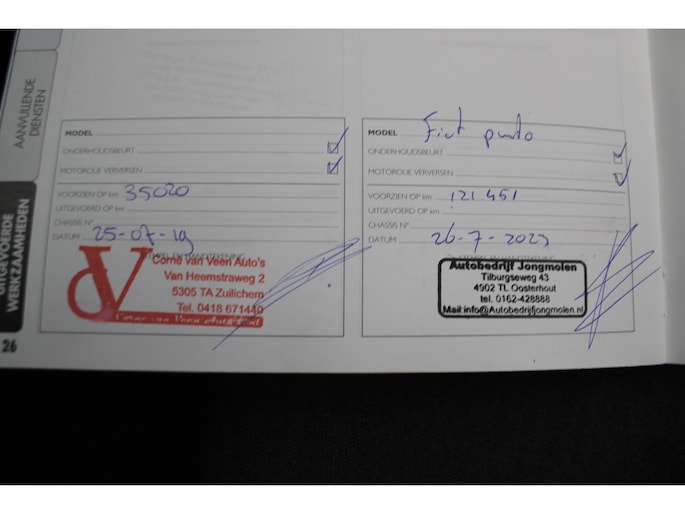 AANVULLENDE
DIENSTEN
UITGEVOERDE
WERKZAAMHEDEN
26
MODEL
ONDERHOUDSBEURT
MOTOROLIE VERVERSEN
VOORZIEN OP km 35020
UITGEVOERD OP km
CHASSIS N°
DATUM 25-07-19
Corné van Veen Auto's
Van Heemstraweg 2
5305 TA Zuilichem
Tel. 0418 671440
MODEL Fiat punto
ONDERHOUDSBEURT
MOTOROLIE VERVERSEN
VOORZIEN OP km 121 451
UITGEVOERD OP km
CHASSIS N°
DATUM 26-7-2023
Autobedrijf Jongmolen
Tilburgseweg 43
4902 TL Oosterhout
tel. 0162-428888
Mail:info@Autobedrijfjongmolen.nl